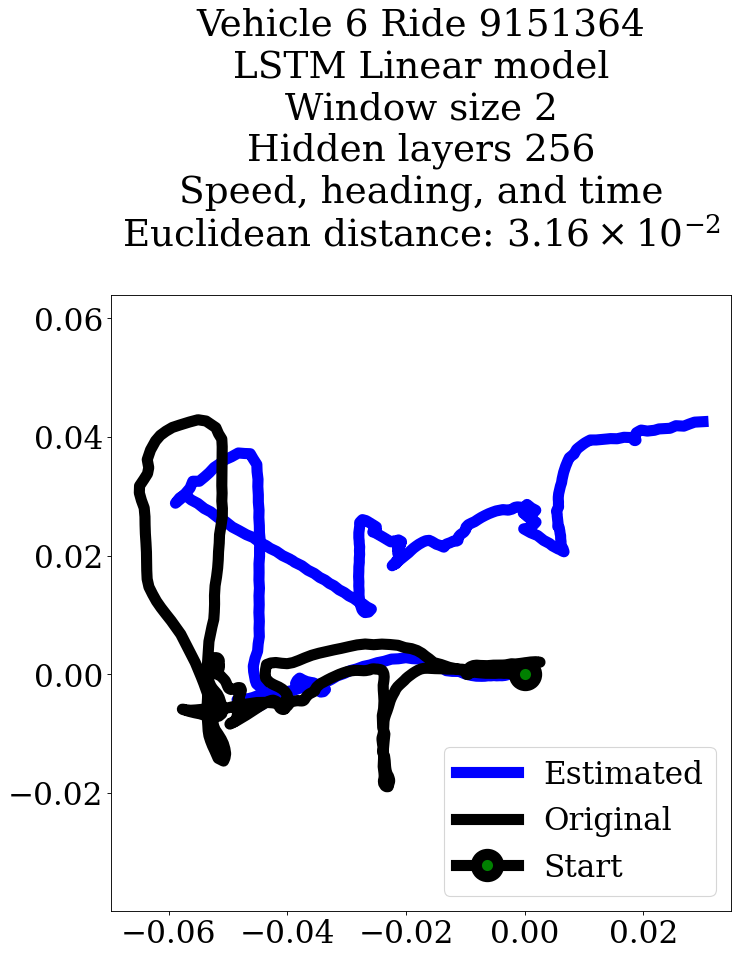 Vehicle 6 Ride 9151364
LSTM Linear model
Window size 2
Hidden layers 256
Speed, heading, and time
Euclidean distance: 3.16 × 10⁻²
0.06
0.04
0.02
0.00
−0.02
Estimated
Original
Start
−0.06 −0.04 −0.02 0.00 0.02